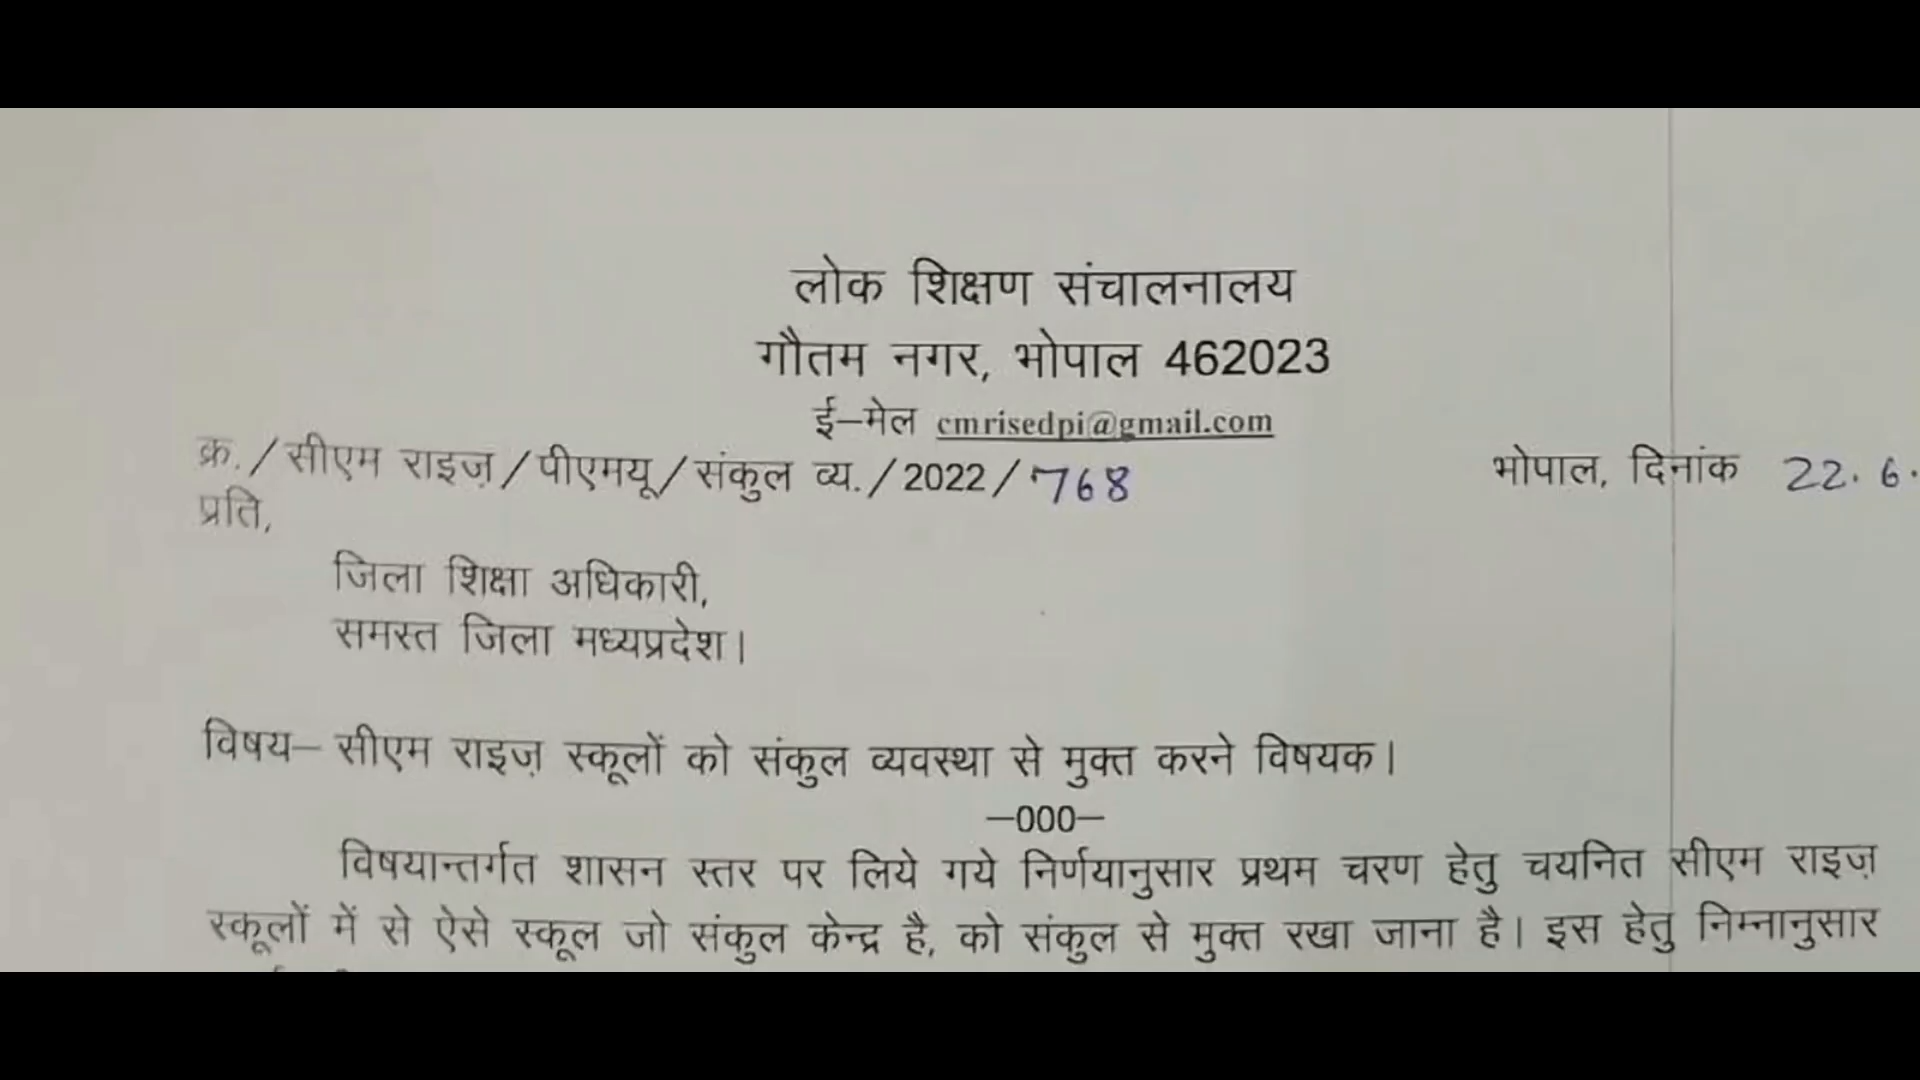 लोक शिक्षण संचालनालय
गौतम नगर, भोपाल 462023
ई–मेल cmrisedpi@gmail.com
क्र./सीएम राइज़/पीएमयू/संकुल व्य./2022/768 भोपाल, दिनांक 22.6.
प्रति,
जिला शिक्षा अधिकारी,
समस्त जिला मध्यप्रदेश।
विषय– सीएम राइज़ स्कूलों को संकुल व्यवस्था से मुक्त करने विषयक।
–000–
विषयान्तर्गत शासन स्तर पर लिये गये निर्णयानुसार प्रथम चरण हेतु चयनित सीएम राइज़
स्कूलों में से ऐसे स्कूल जो संकुल केन्द्र है, को संकुल से मुक्त रखा जाना है। इस हेतु निम्नानुसार